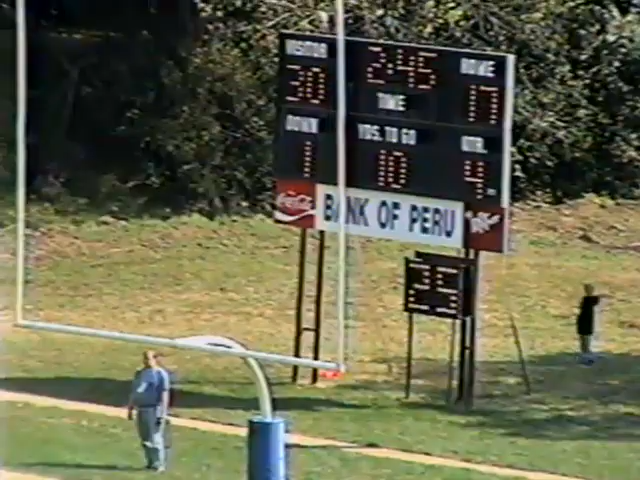 VISITOR 2:45 HOME
30 TIME 17
DOWN YDS. TO GO QTR.
1 10 4
Coca-Cola BANK OF PERU
25